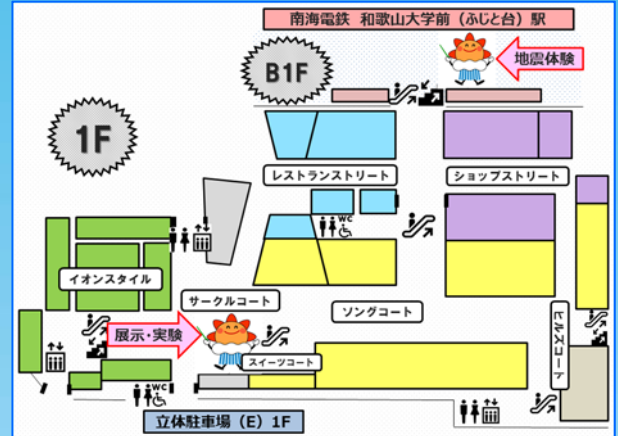 南海電鉄 和歌山大学前（ふじと台）駅
B1F
地震体験
1F
レストランストリート
ショップストリート
WC
イオンスタイル
サークルコート
ソングコート
展示・実験
スイーツコート
ヒルズコート
WC
立体駐車場（E）1F